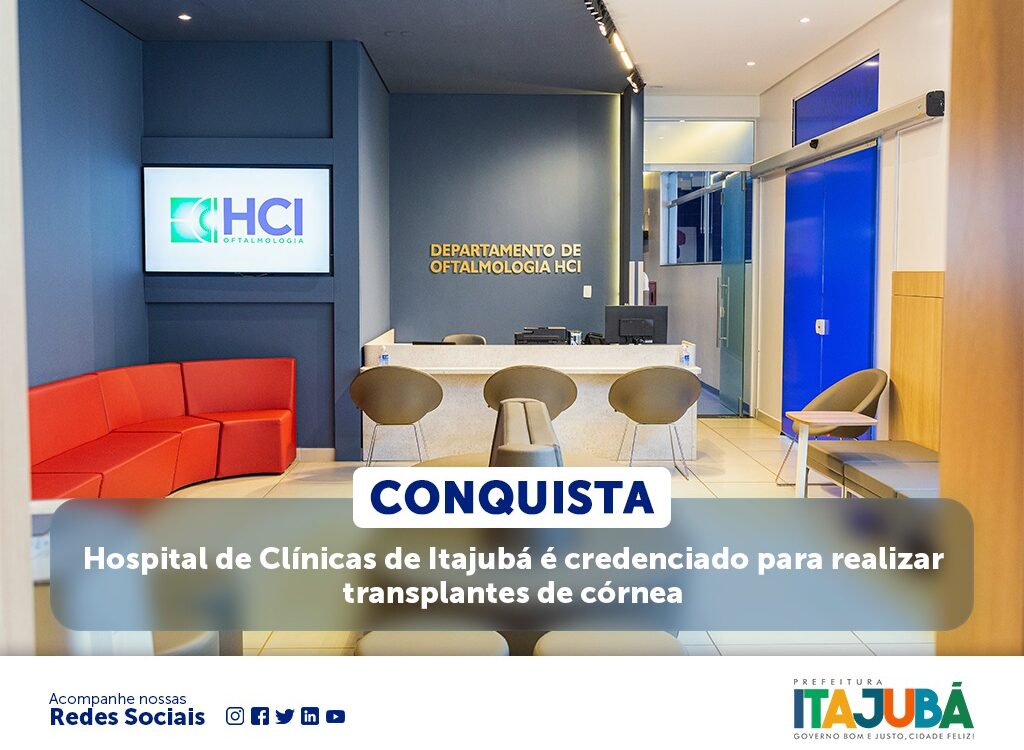 HCI
OFTALMOLOGIA
DEPARTAMENTO DE
OFTALMOLOGIA HCI
CONQUISTA
Hospital de Clínicas de Itajubá é credenciado para realizar
transplantes de córnea
Acompanhe nossas
Redes Sociais
PREFEITURA
ITAJUBÁ
GOVERNO BOM E JUSTO, CIDADE FELIZ!